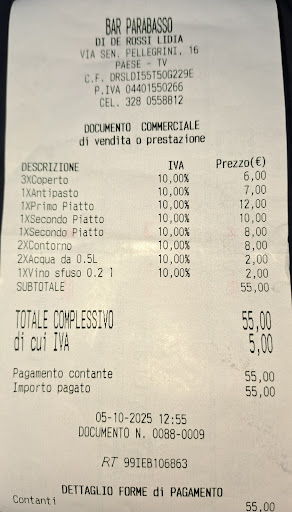 BAR PARABASSO
DI DE ROSSI LIDIA
VIA SEN. PELLEGRINI, 16
PAESE - TV
C.F. DRSLDI55T50G229E
P.IVA 04401550266
CEL. 328 0558812
DOCUMENTO COMMERCIALE
di vendita o prestazione
DESCRIZIONE IVA Prezzo(€)
3XCoperto 10,00% 6,00
1XAntipasto 10,00% 7,00
1XPrimo Piatto 10,00% 12,00
1XSecondo Piatto 10,00% 10,00
1XSecondo Piatto 10,00% 8,00
2XContorno 10,00% 8,00
2XAcqua da 0.5L 10,00% 2,00
1XVino sfuso 0.2 l 10,00% 2,00
SUBTOTALE 55,00
TOTALE COMPLESSIVO 55,00
di cui IVA 5,00
Pagamento contante 55,00
Importo pagato 55,00
05-10-2025 12:55
DOCUMENTO N. 0088-0009
RT 99IEB106863
DETTAGLIO FORME di PAGAMENTO
Contanti 55,00